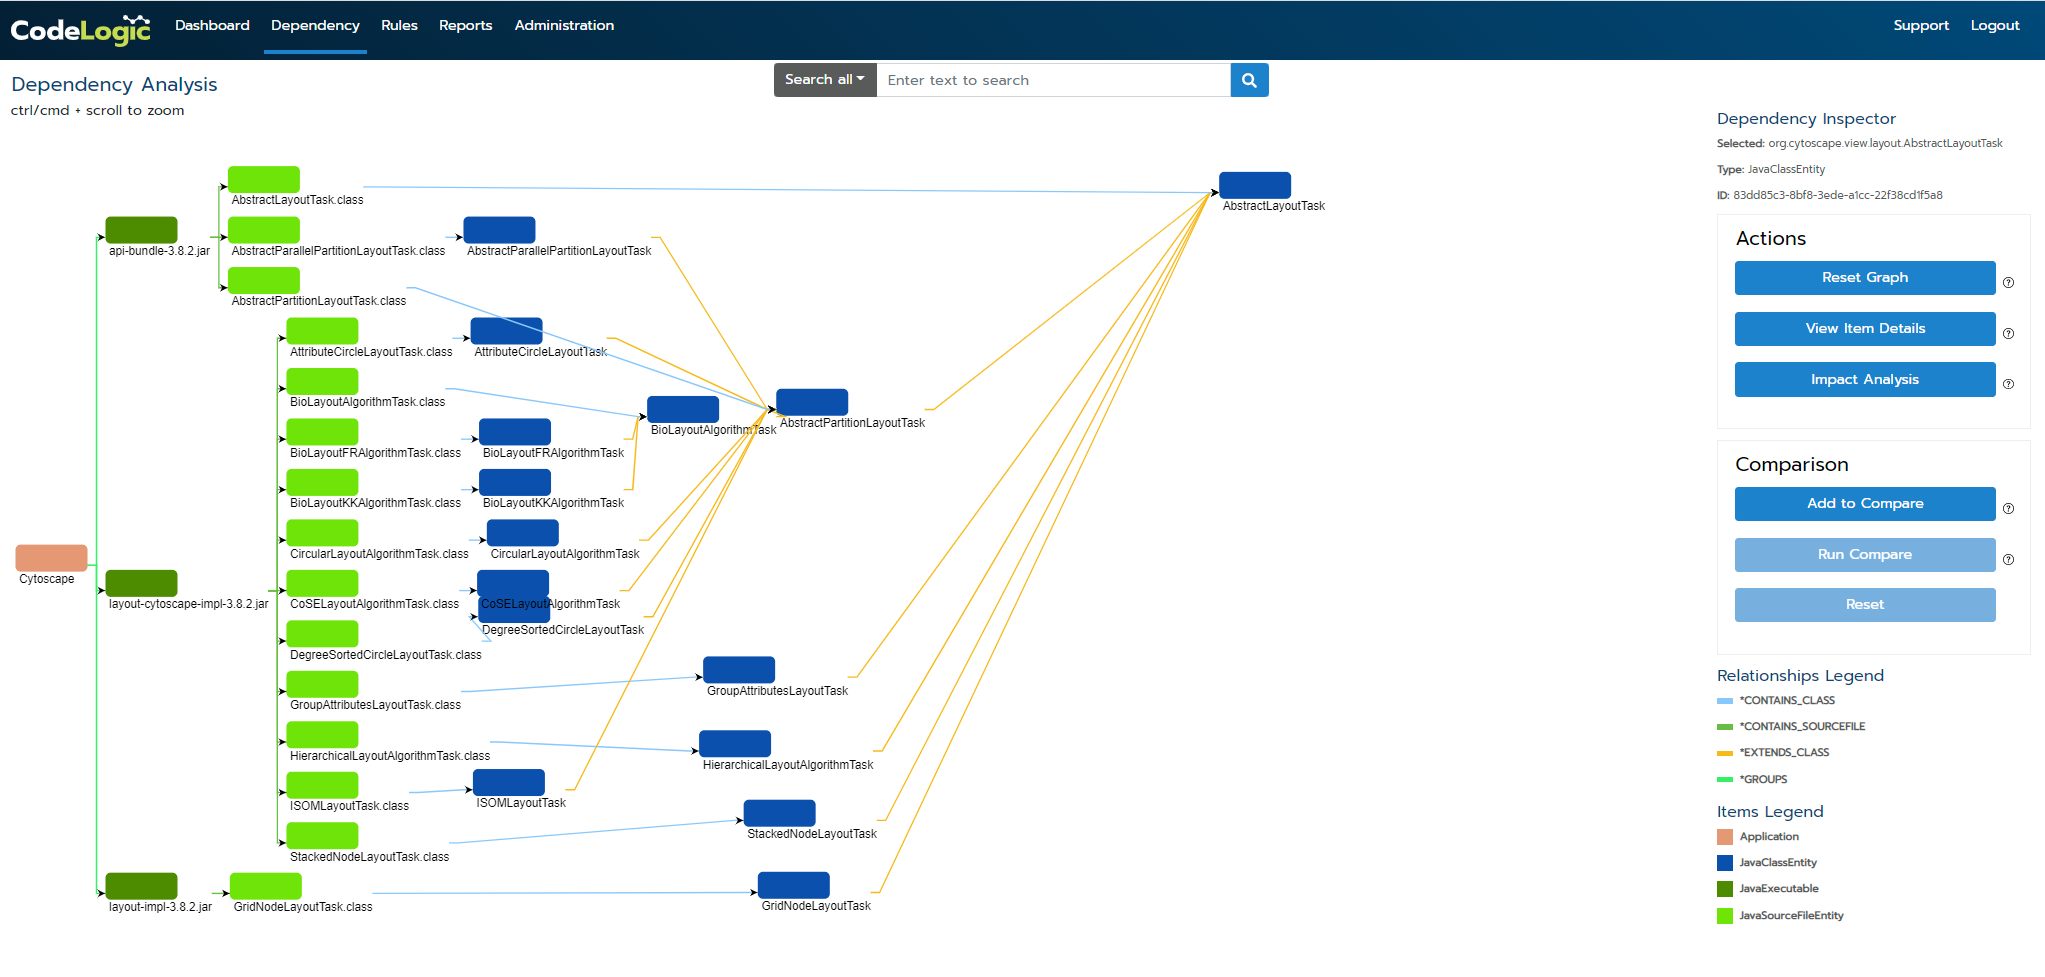 CodeLogic Dashboard Dependency Rules Reports Administration Support Logout
Dependency Analysis
ctrl/cmd + scroll to zoom
Search all Enter text to search
AbstractLayoutTask.class
api-bundle-3.8.2.jar
AbstractParallelPartitionLayoutTask.class
AbstractParallelPartitionLayoutTask
AbstractPartitionLayoutTask.class
AttributeCircleLayoutTask.class
AttributeCircleLayoutTask
BioLayoutAlgorithmTask.class
BioLayoutAlgorithmTask
AbstractPartitionLayoutTask
AbstractLayoutTask
BioLayoutFRAlgorithmTask.class
BioLayoutFRAlgorithmTask
BioLayoutKKAlgorithmTask.class
BioLayoutKKAlgorithmTask
CircularLayoutAlgorithmTask.class
CircularLayoutAlgorithmTask
Cytoscape
layout-cytoscape-impl-3.8.2.jar
CoSELayoutAlgorithmTask.class
CoSELayoutAlgorithmTask
DegreeSortedCircleLayoutTask
DegreeSortedCircleLayoutTask.class
GroupAttributesLayoutTask.class
GroupAttributesLayoutTask
HierarchicalLayoutAlgorithmTask.class
HierarchicalLayoutAlgorithmTask
ISOMLayoutTask.class
ISOMLayoutTask
StackedNodeLayoutTask.class
StackedNodeLayoutTask
layout-impl-3.8.2.jar
GridNodeLayoutTask.class
GridNodeLayoutTask
Dependency Inspector
Selected: org.cytoscape.view.layout.AbstractLayoutTask
Type: JavaClassEntity
ID: 83dd85c3-8bf8-3ede-a1cc-22f38cd1f5a8
Actions
Reset Graph
View Item Details
Impact Analysis
Comparison
Add to Compare
Run Compare
Reset
Relationships Legend
*CONTAINS_CLASS
*CONTAINS_SOURCEFILE
*EXTENDS_CLASS
*GROUPS
Items Legend
Application
JavaClassEntity
JavaExecutable
JavaSourceFileEntity